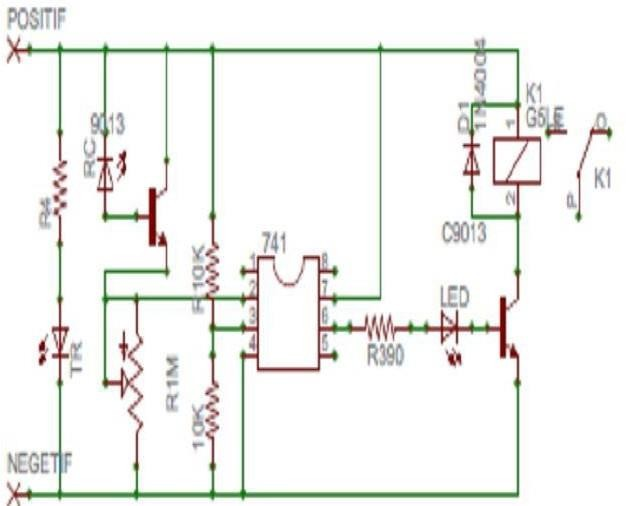 POSITIF
9013
RC
R4
TR
R1M
R10K
10K
741
1
2
3
4
8
7
6
5
R390
LED
D1
1N4004
C9013
K1
G5LE
1
2
O
P
K1
NEGETIF